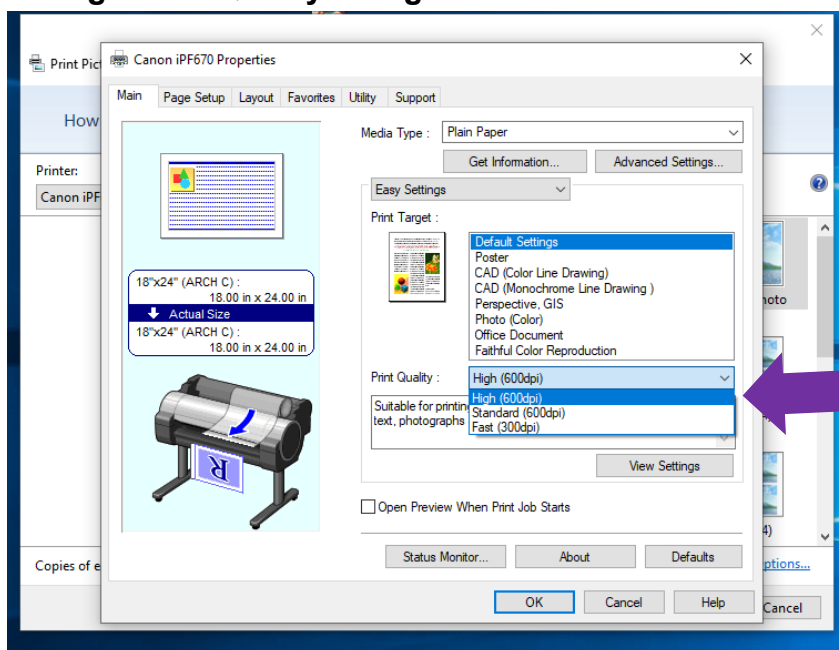 Print Pic
Canon iPF670 Properties
Main Page Setup Layout Favorites Utility Support
How
Media Type : Plain Paper
Get Information... Advanced Settings...
Printer:
Canon iPF
Easy Settings
Print Target :
Default Settings
Poster
CAD (Color Line Drawing)
CAD (Monochrome Line Drawing )
Perspective, GIS
Photo (Color)
Office Document
Faithful Color Reproduction
18"x24" (ARCH C) :
18.00 in x 24.00 in
Actual Size
18"x24" (ARCH C) :
18.00 in x 24.00 in
hoto
Print Quality : High (600dpi)
High (600dpi)
Standard (600dpi)
Fast (300dpi)
Suitable for printin
text, photographs
R
View Settings
Open Preview When Print Job Starts
4)
Status Monitor... About Defaults
Copies of e
ptions...
OK Cancel Help
Cancel